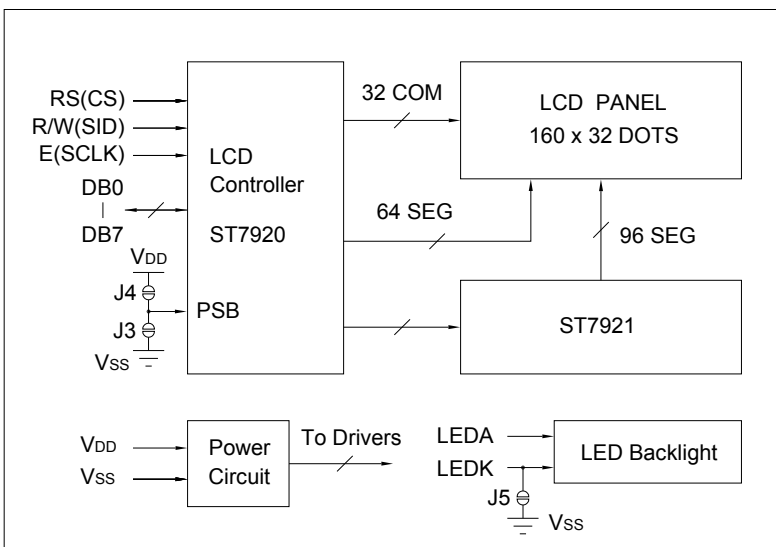 RS(CS)
R/W(SID)
E(SCLK)
DB0
DB7
VDD
J4
J3
VSS
LCD
Controller
ST7920
PSB
32 COM
64 SEG
LCD PANEL
160 x 32 DOTS
96 SEG
ST7921
VDD
VSS
Power
Circuit
To Drivers
LEDA
LEDK
J5
VSS
LED Backlight